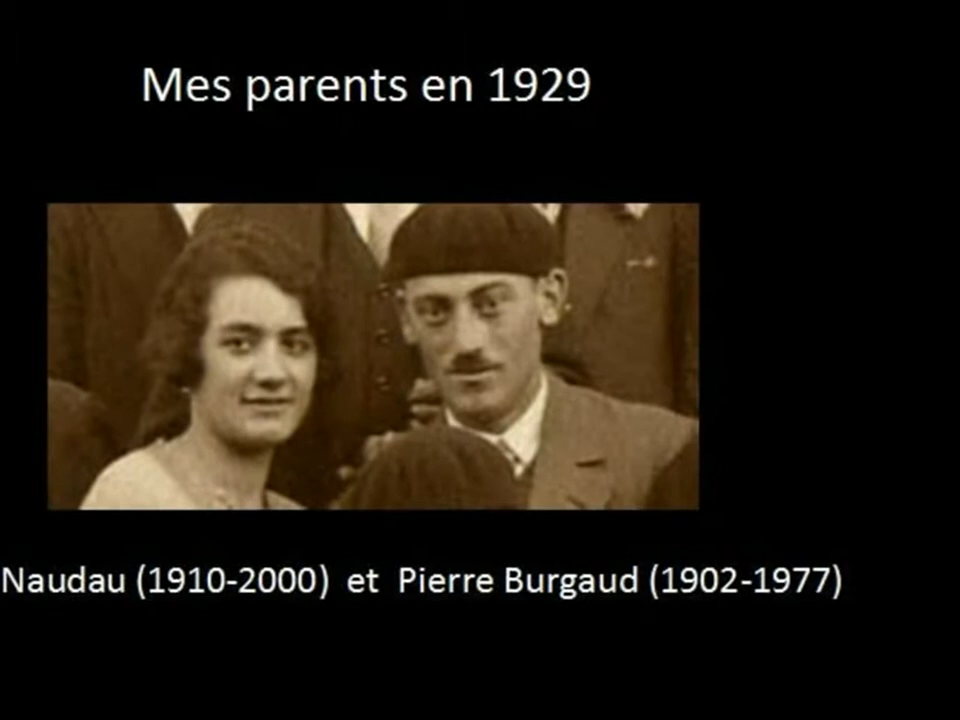 Mes parents en 1929
Naudau (1910-2000) et Pierre Burgaud (1902-1977)